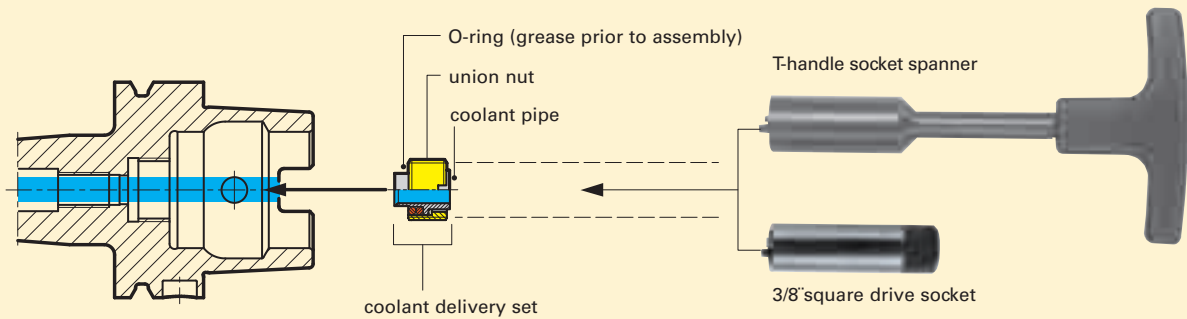 O-ring (grease prior to assembly)
union nut
coolant pipe
T-handle socket spanner
coolant delivery set
3/8¨square drive socket